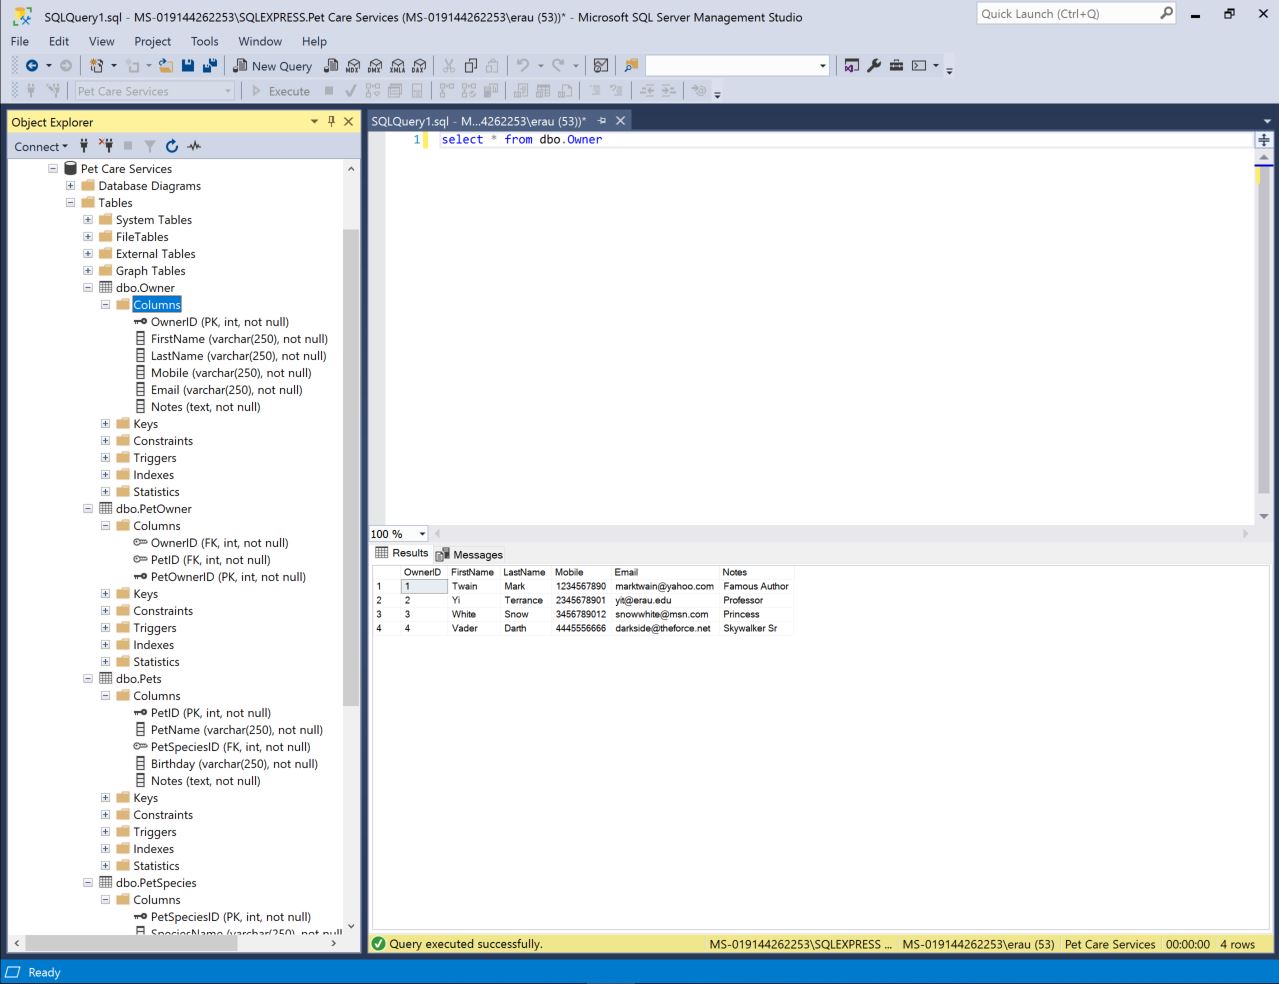 SQLQuery1.sql - MS-019144262253\SQLEXPRESS.Pet Care Services (MS-019144262253\erau (53))* - Microsoft SQL Server Management Studio
Quick Launch (Ctrl+Q)
File Edit View Project Tools Window Help
New Query MDX DMX XMLA DAX
Pet Care Services Execute
Object Explorer
Connect
Pet Care Services
Database Diagrams
Tables
System Tables
FileTables
External Tables
Graph Tables
dbo.Owner
Columns
OwnerID (PK, int, not null)
FirstName (varchar(250), not null)
LastName (varchar(250), not null)
Mobile (varchar(250), not null)
Email (varchar(250), not null)
Notes (text, not null)
Keys
Constraints
Triggers
Indexes
Statistics
dbo.PetOwner
Columns
OwnerID (FK, int, not null)
PetID (FK, int, not null)
PetOwnerID (PK, int, not null)
Keys
Constraints
Triggers
Indexes
Statistics
dbo.Pets
Columns
PetID (PK, int, not null)
PetName (varchar(250), not null)
PetSpeciesID (FK, int, not null)
Birthday (varchar(250), not null)
Notes (text, not null)
Keys
Constraints
Triggers
Indexes
Statistics
dbo.PetSpecies
Columns
PetSpeciesID (PK, int, not null)
SpeciesName (varchar(250), not null
SQLQuery1.sql - M...4262253\erau (53))*
1 select * from dbo.Owner
100 %
Results Messages
OwnerID FirstName LastName Mobile Email Notes
1 1 Twain Mark 1234567890 marktwain@yahoo.com Famous Author
2 2 Yi Terrance 2345678901 yit@erau.edu Professor
3 3 White Snow 3456789012 snowwhite@msn.com Princess
4 4 Vader Darth 4445556666 darkside@theforce.net Skywalker Sr
Query executed successfully. MS-019144262253\SQLEXPRESS ... MS-019144262253\erau (53) Pet Care Services 00:00:00 4 rows
Ready